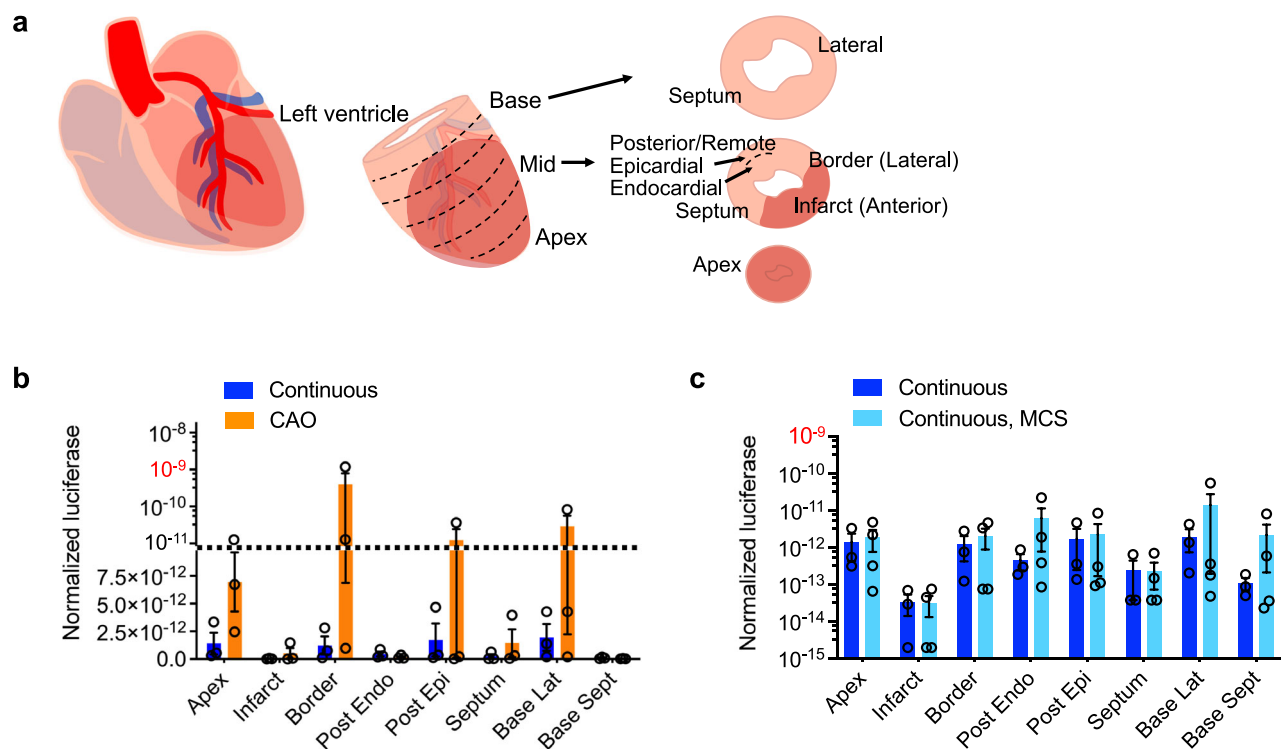 a
Left ventricle
Base
Mid
Apex
Lateral
Septum
Posterior/Remote
Epicardial
Endocardial
Septum
Border (Lateral)
Infarct (Anterior)
Apex
b
Continuous
CAO
Normalized luciferase
10⁻⁸
10⁻⁹
10⁻¹⁰
10⁻¹¹
7.5×10⁻¹²
5.0×10⁻¹²
2.5×10⁻¹²
0.0
Apex
Infarct
Border
Post Endo
Post Epi
Septum
Base Lat
Base Sept
c
Continuous
Continuous, MCS
Normalized luciferase
10⁻⁹
10⁻¹⁰
10⁻¹¹
10⁻¹²
10⁻¹³
10⁻¹⁴
10⁻¹⁵
Apex
Infarct
Border
Post Endo
Post Epi
Septum
Base Lat
Base Sept